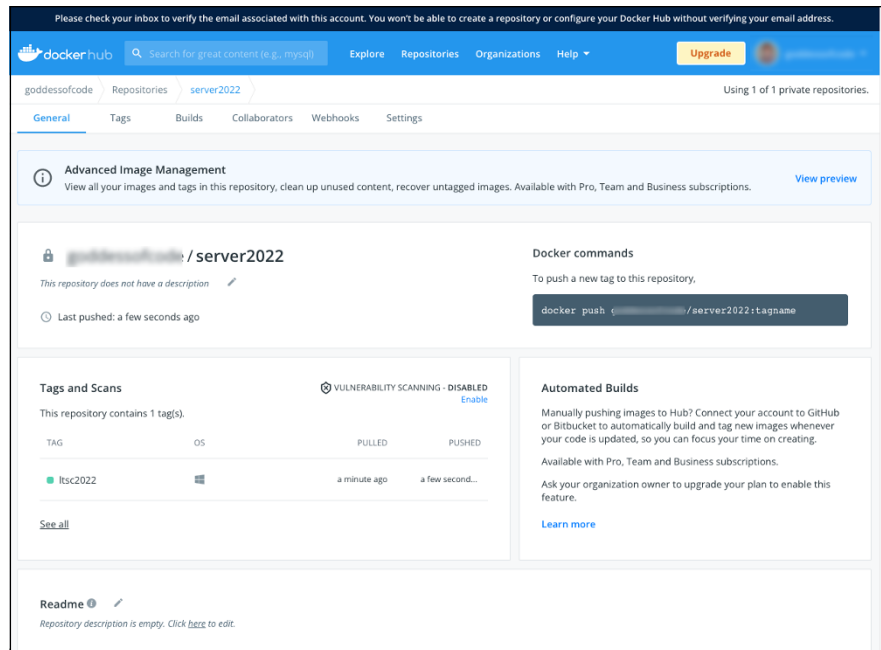 Please check your inbox to verify the email associated with this account. You won't be able to create a repository or configure your Docker Hub without verifying your email address.
dockerhub Search for great content (e.g., mysql) Explore Repositories Organizations Help Upgrade
goddessofcode Repositories server2022 Using 1 of 1 private repositories.
General Tags Builds Collaborators Webhooks Settings
Advanced Image Management
View all your images and tags in this repository, clean up unused content, recover untagged images. Available with Pro, Team and Business subscriptions.
View preview
/ server2022
This repository does not have a description
Last pushed: a few seconds ago
Docker commands
To push a new tag to this repository,
docker push /server2022:tagname
Tags and Scans
VULNERABILITY SCANNING - DISABLED
Enable
This repository contains 1 tag(s).
TAG OS PULLED PUSHED
ltsc2022 a minute ago a few second...
See all
Automated Builds
Manually pushing images to Hub? Connect your account to GitHub
or Bitbucket to automatically build and tag new images whenever
your code is updated, so you can focus your time on creating.
Available with Pro, Team and Business subscriptions.
Ask your organization owner to upgrade your plan to enable this
feature.
Learn more
Readme
Repository description is empty. Click here to edit.